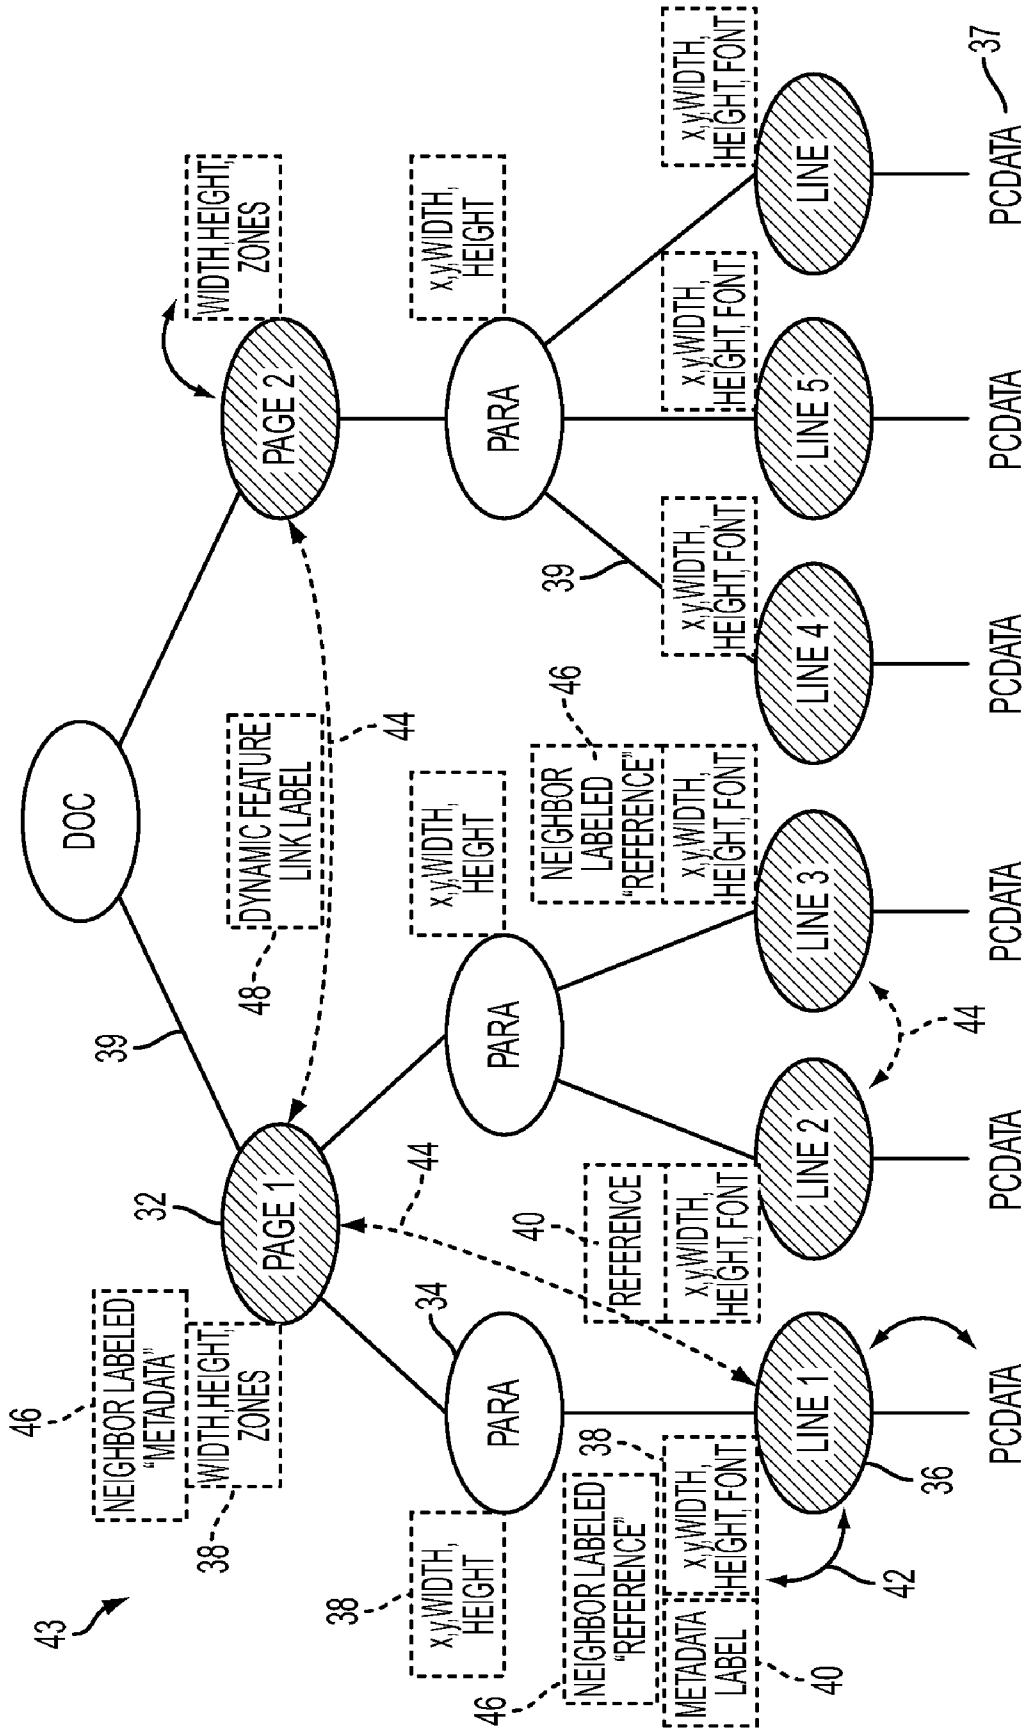 43
DOC
39
46
NEIGHBOR LABELED
"METADATA"
WIDTH,HEIGHT,
ZONES
38
32
PAGE 1
48
DYNAMIC FEATURE
LINK LABEL
44
PAGE 2
WIDTH,HEIGHT,
ZONES
38
x,y,WIDTH,
HEIGHT
34
PARA
44
PARA
x,y,WIDTH,
HEIGHT
PARA
x,y,WIDTH,
HEIGHT
39
46
NEIGHBOR LABELED
"REFERENCE"
38
METADATA
LABEL
x,y,WIDTH,
HEIGHT, FONT
40
42
40
REFERENCE
x,y,WIDTH,
HEIGHT, FONT
46
NEIGHBOR
LABELED
"REFERENCE"
x,y,WIDTH,
HEIGHT, FONT
x,y,WIDTH,
HEIGHT, FONT
x,y,WIDTH,
HEIGHT, FONT
x,y,WIDTH,
HEIGHT, FONT
LINE 1
LINE 2
LINE 3
LINE 4
LINE 5
LINE
36
44
37
PCDATA
PCDATA
PCDATA
PCDATA
PCDATA
PCDATA